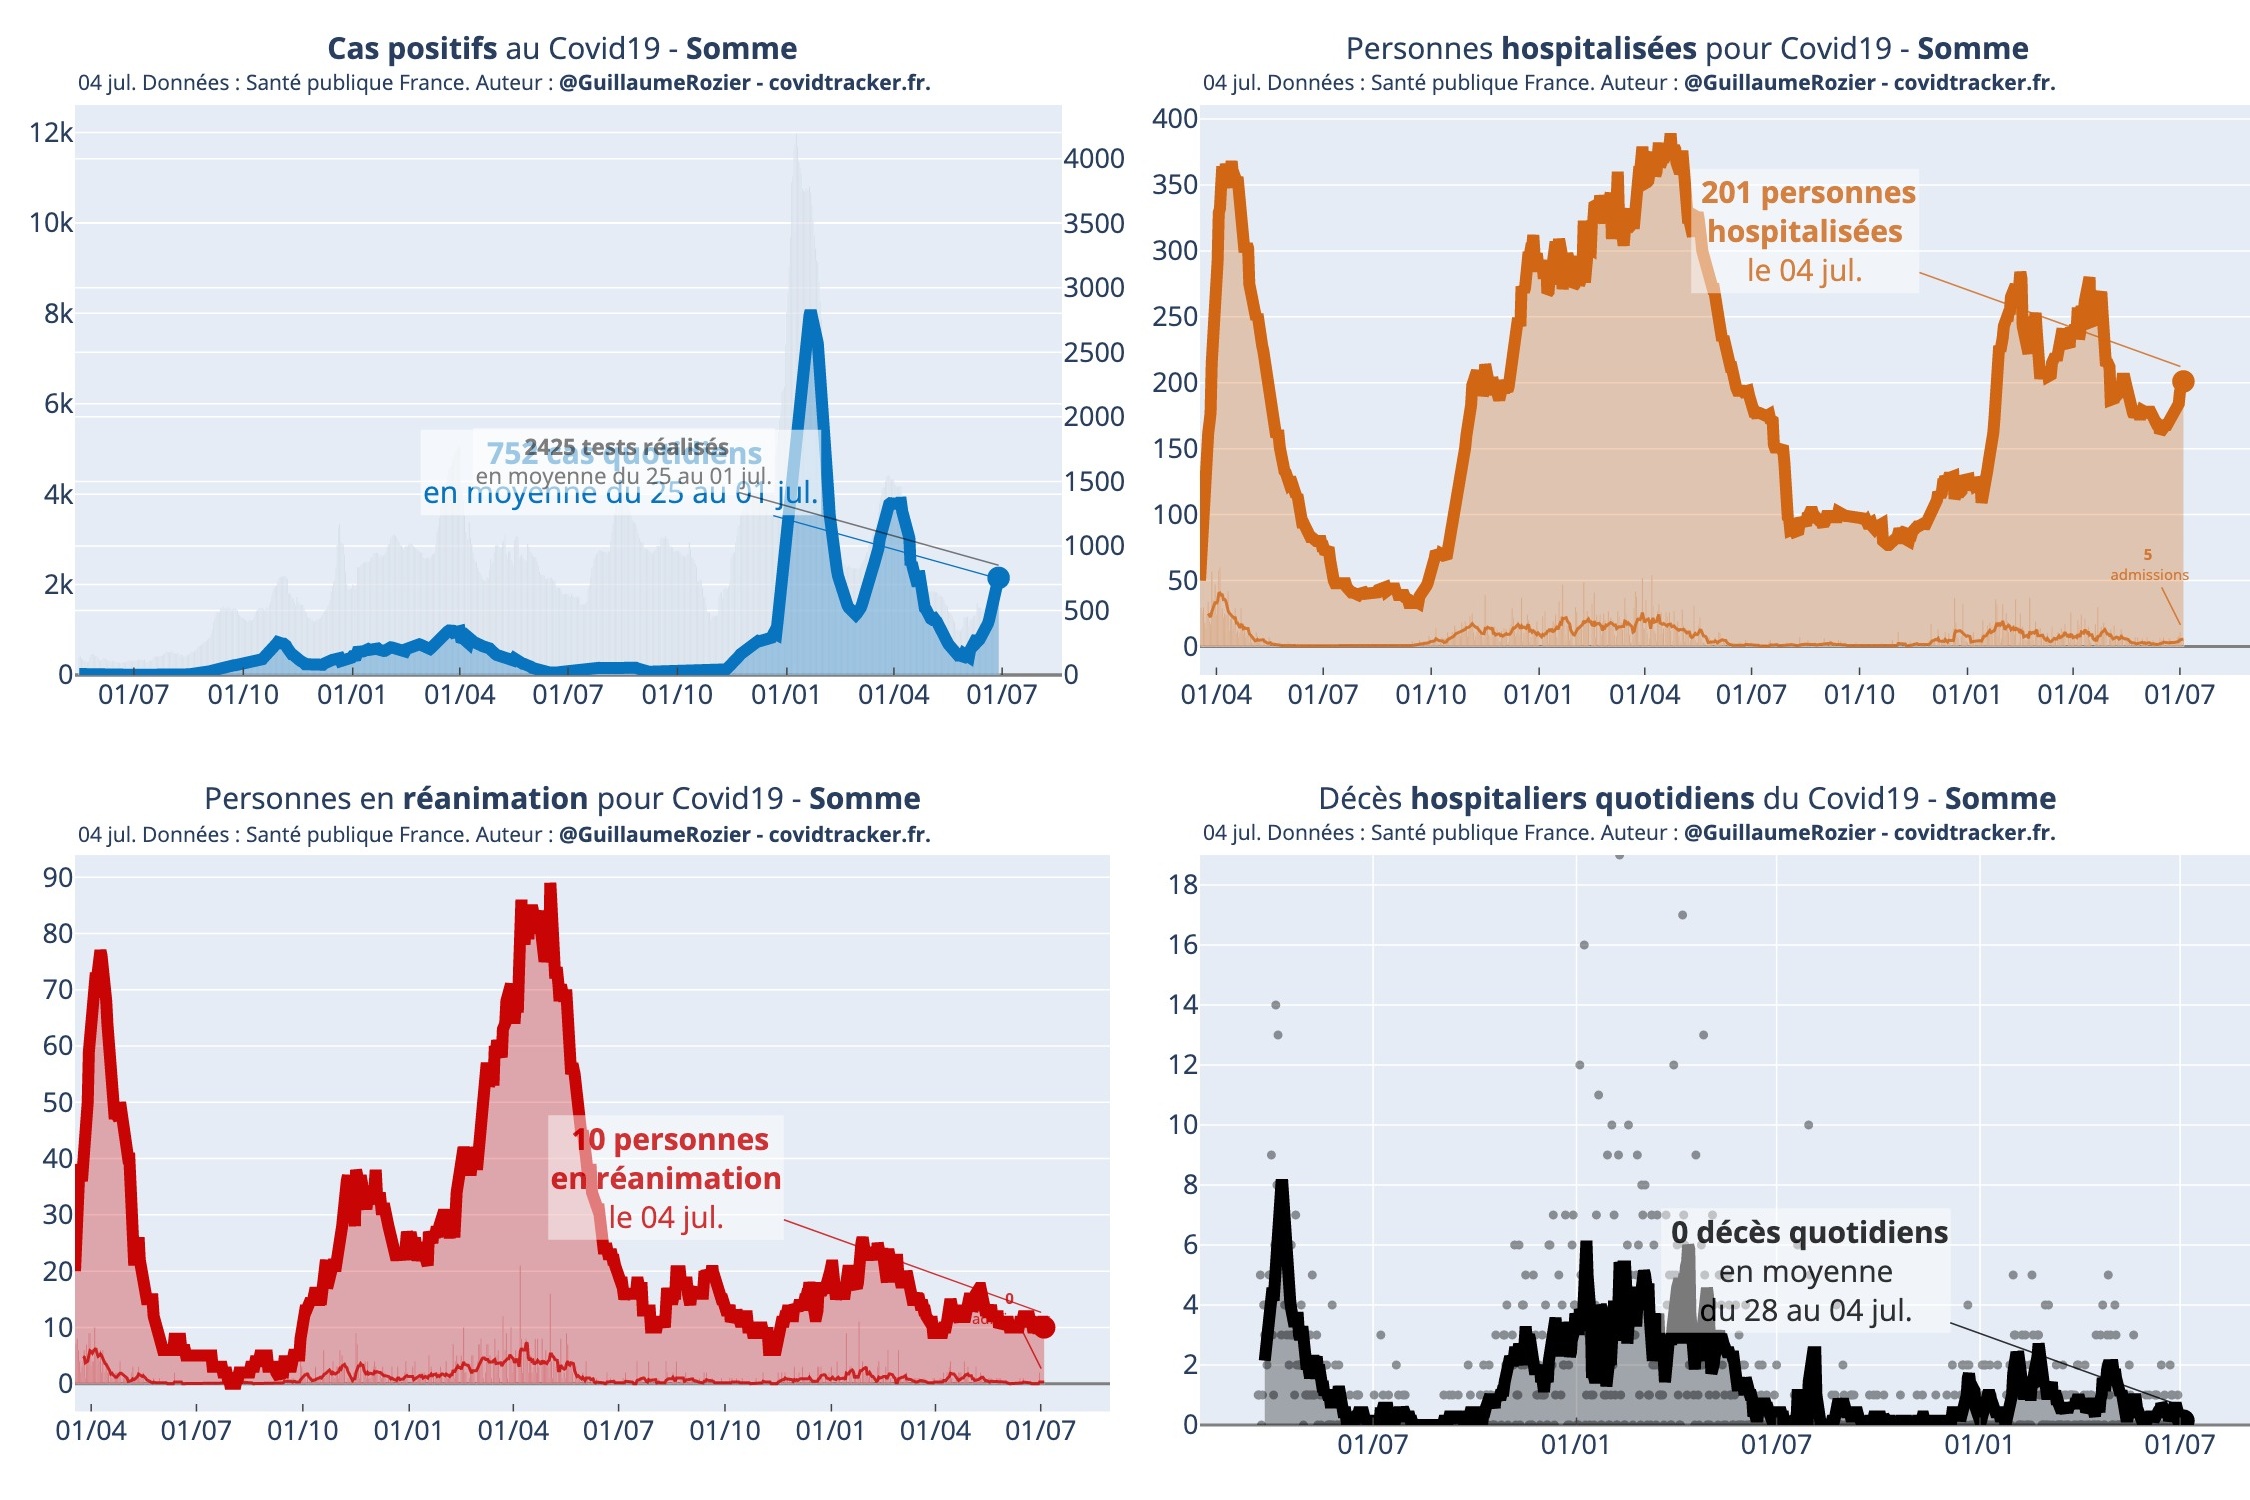 Cas positifs au Covid19 - Somme
04 jul. Données : Santé publique France. Auteur : @GuillaumeRozier - covidtracker.fr.
12k
10k
8k
6k
4k
2k
0
4000
3500
3000
2500
2000
1500
1000
500
0
752 cas quotidiens
en moyenne du 25 au 01 jul.
2425 tests réalisés
en moyenne du 25 au 01 jul.
01/07 01/10 01/01 01/04 01/07 01/10 01/01 01/04 01/07
Personnes hospitalisées pour Covid19 - Somme
04 jul. Données : Santé publique France. Auteur : @GuillaumeRozier - covidtracker.fr.
400
350
300
250
200
150
100
50
0
201 personnes
hospitalisées
le 04 jul.
5
admissions
01/04 01/07 01/10 01/01 01/04 01/07 01/10 01/01 01/04 01/07
Personnes en réanimation pour Covid19 - Somme
04 jul. Données : Santé publique France. Auteur : @GuillaumeRozier - covidtracker.fr.
90
80
70
60
50
40
30
20
10
0
10 personnes
en réanimation
le 04 jul.
0
01/04 01/07 01/10 01/01 01/04 01/07 01/10 01/01 01/04 01/07
Décès hospitaliers quotidiens du Covid19 - Somme
04 jul. Données : Santé publique France. Auteur : @GuillaumeRozier - covidtracker.fr.
18
16
14
12
10
8
6
4
2
0
0 décès quotidiens
en moyenne
du 28 au 04 jul.
01/07 01/01 01/07 01/01 01/07